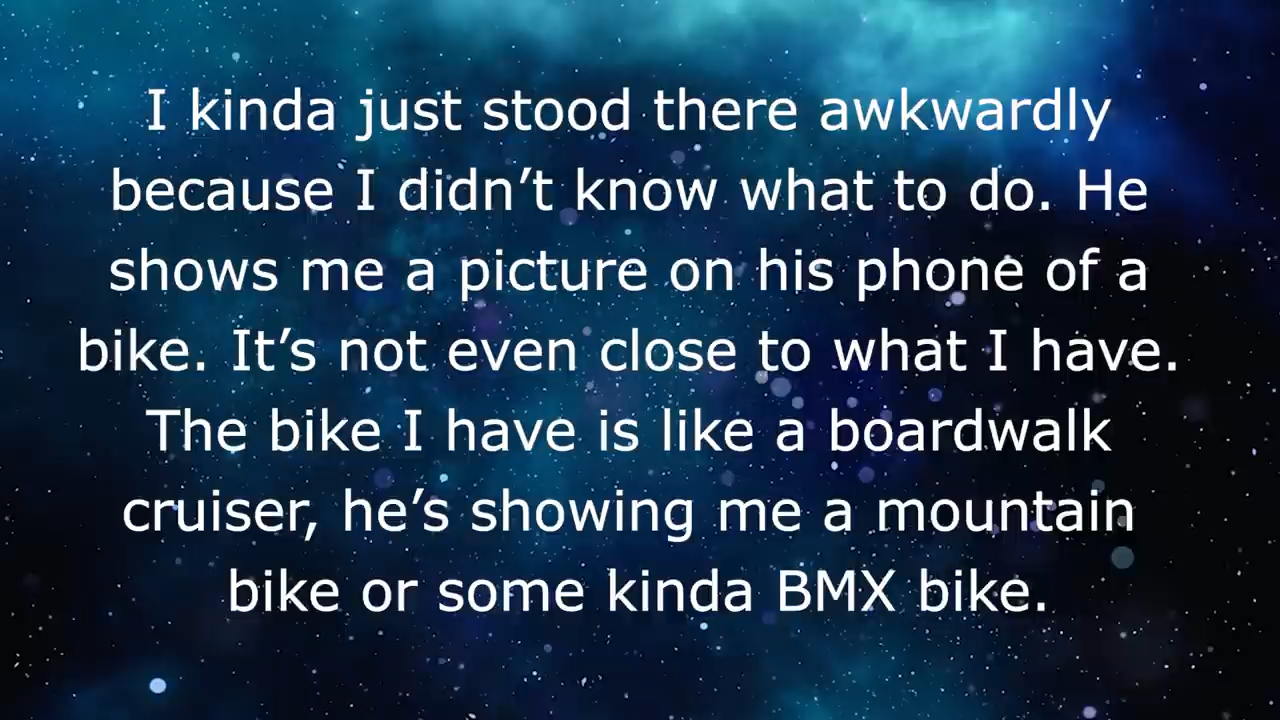 I kinda just stood there awkwardly
because I didn’t know what to do. He
shows me a picture on his phone of a
bike. It’s not even close to what I have.
The bike I have is like a boardwalk
cruiser, he’s showing me a mountain
bike or some kinda BMX bike.